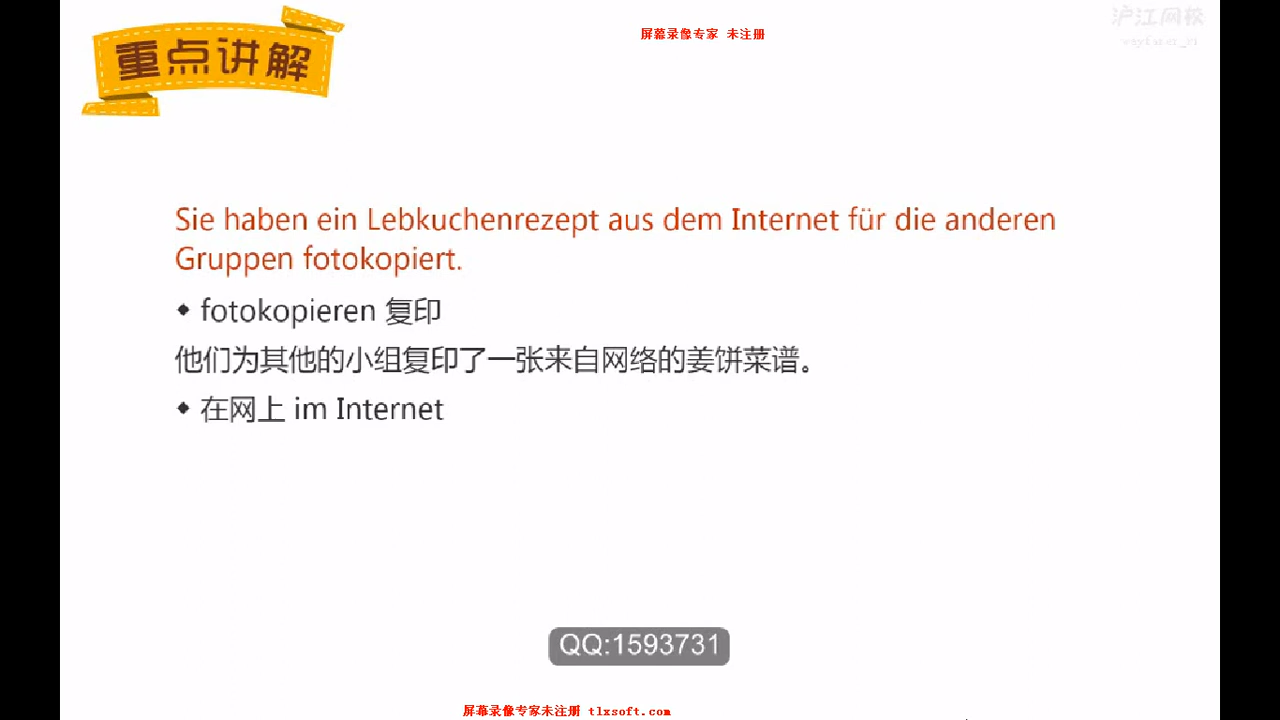 重点讲解
屏幕录像专家 未注册
沪江网校
Sie haben ein Lebkuchenrezept aus dem Internet für die anderen
Gruppen fotokopiert.
◆ fotokopieren 复印
他们为其他的小组复印了一张来自网络的姜饼菜谱。
◆ 在网上 im Internet
QQ:1593731
屏幕录像专家未注册 tlxsoft.com